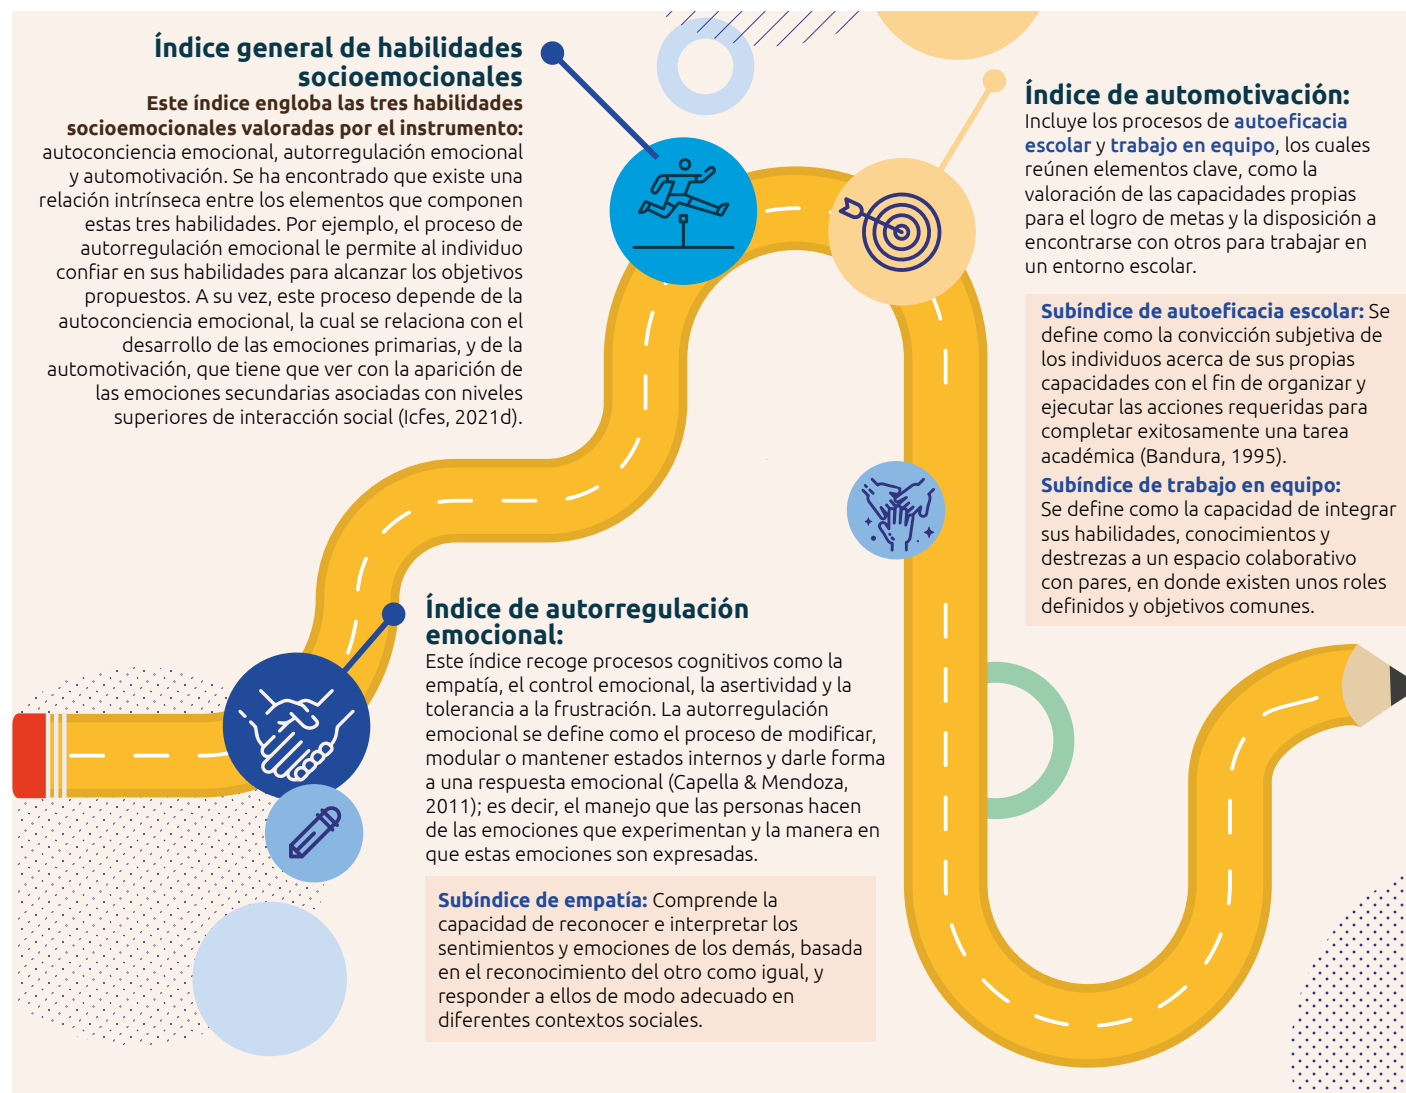 Índice general de habilidades
socioemocionales
Este índice engloba las tres habilidades
socioemocionales valoradas por el instrumento:
autoconciencia emocional, autorregulación emocional
y automotivación. Se ha encontrado que existe una
relación intrínseca entre los elementos que componen
estas tres habilidades. Por ejemplo, el proceso de
autorregulación emocional le permite al individuo
confiar en sus habilidades para alcanzar los objetivos
propuestos. A su vez, este proceso depende de la
autoconciencia emocional, la cual se relaciona con el
desarrollo de las emociones primarias, y de la
automotivación, que tiene que ver con la aparición de
las emociones secundarias asociadas con niveles
superiores de interacción social (Icfes, 2021d).
Índice de automotivación:
Incluye los procesos de autoeficacia
escolar y trabajo en equipo, los cuales
reúnen elementos clave, como la
valoración de las capacidades propias
para el logro de metas y la disposición a
encontrarse con otros para trabajar en
un entorno escolar.
Subíndice de autoeficacia escolar: Se
define como la convicción subjetiva de
los individuos acerca de sus propias
capacidades con el fin de organizar y
ejecutar las acciones requeridas para
completar exitosamente una tarea
académica (Bandura, 1995).
Subíndice de trabajo en equipo:
Se define como la capacidad de integrar
sus habilidades, conocimientos y
destrezas a un espacio colaborativo
con pares, en donde existen unos roles
definidos y objetivos comunes.
Índice de autorregulación
emocional:
Este índice recoge procesos cognitivos como la
empatía, el control emocional, la asertividad y la
tolerancia a la frustración. La autorregulación
emocional se define como el proceso de modificar,
modular o mantener estados internos y darle forma
a una respuesta emocional (Capella & Mendoza,
2011); es decir, el manejo que las personas hacen
de las emociones que experimentan y la manera en
que estas emociones son expresadas.
Subíndice de empatía: Comprende la
capacidad de reconocer e interpretar los
sentimientos y emociones de los demás, basada
en el reconocimiento del otro como igual, y
responder a ellos de modo adecuado en
diferentes contextos sociales.